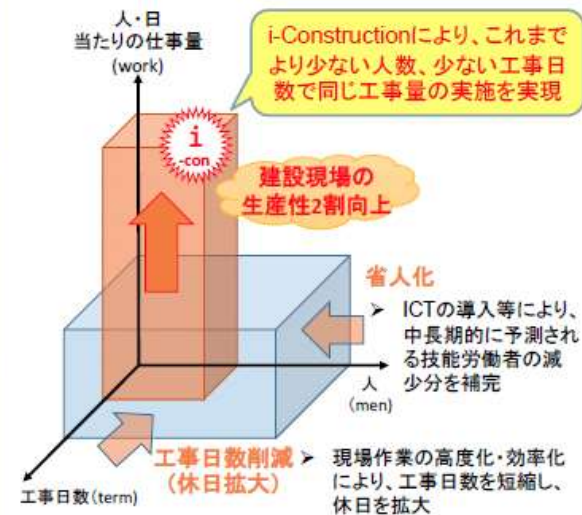 人・日
当たりの仕事量
(work)
i-Constructionにより、これまで
より少ない人数、少ない工事日
数で同じ工事量の実施を実現
i
-con
建設現場の
生産性2割向上
省人化
➢ ICTの導入等により、
中長期的に予測され
る技能労働者の減
少分を補完
人
(men)
工事日数削減
(休日拡大)
➢ 現場作業の高度化・効率化
により、工事日数を短縮し、
休日を拡大
工事日数(term)